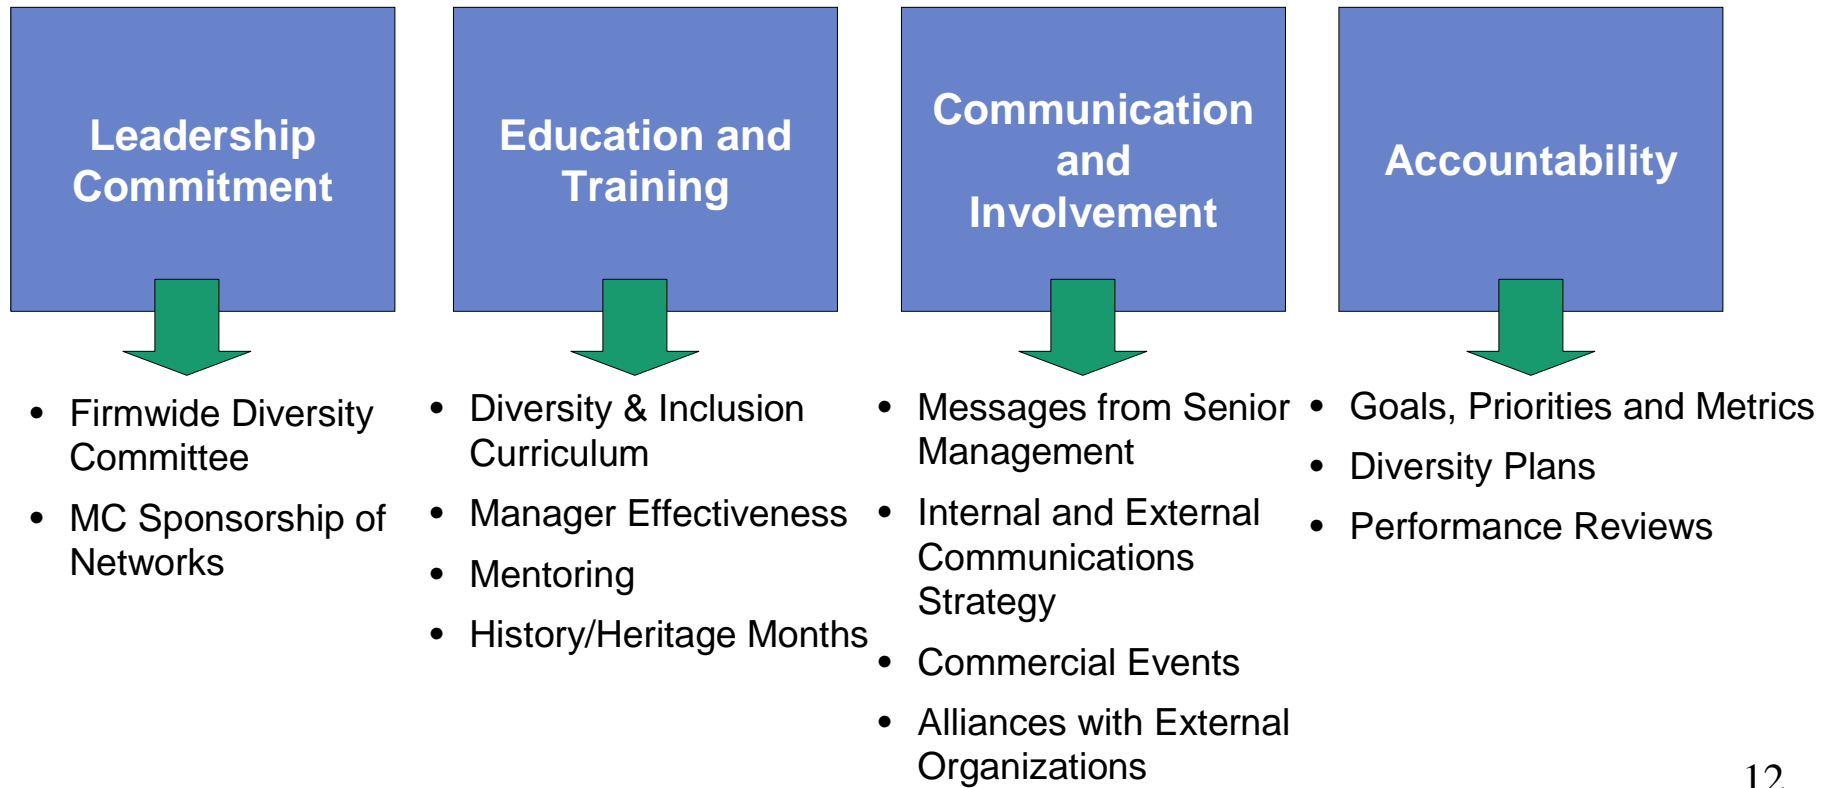 Leadership
Commitment
Education and
Training
Communication
and
Involvement
Accountability
• Firmwide Diversity
Committee
• MC Sponsorship of
Networks
• Diversity & Inclusion
Curriculum
• Manager Effectiveness
• Mentoring
• History/Heritage Months
• Messages from Senior
Management
• Internal and External
Communications
Strategy
• Commercial Events
• Alliances with External
Organizations
• Goals, Priorities and Metrics
• Diversity Plans
• Performance Reviews
12